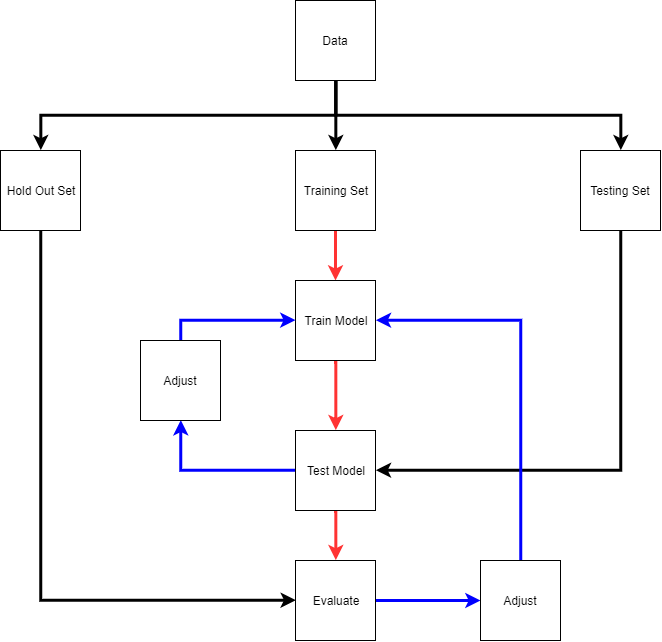 Data
Hold Out Set
Training Set
Testing Set
Train Model
Adjust
Test Model
Evaluate
Adjust